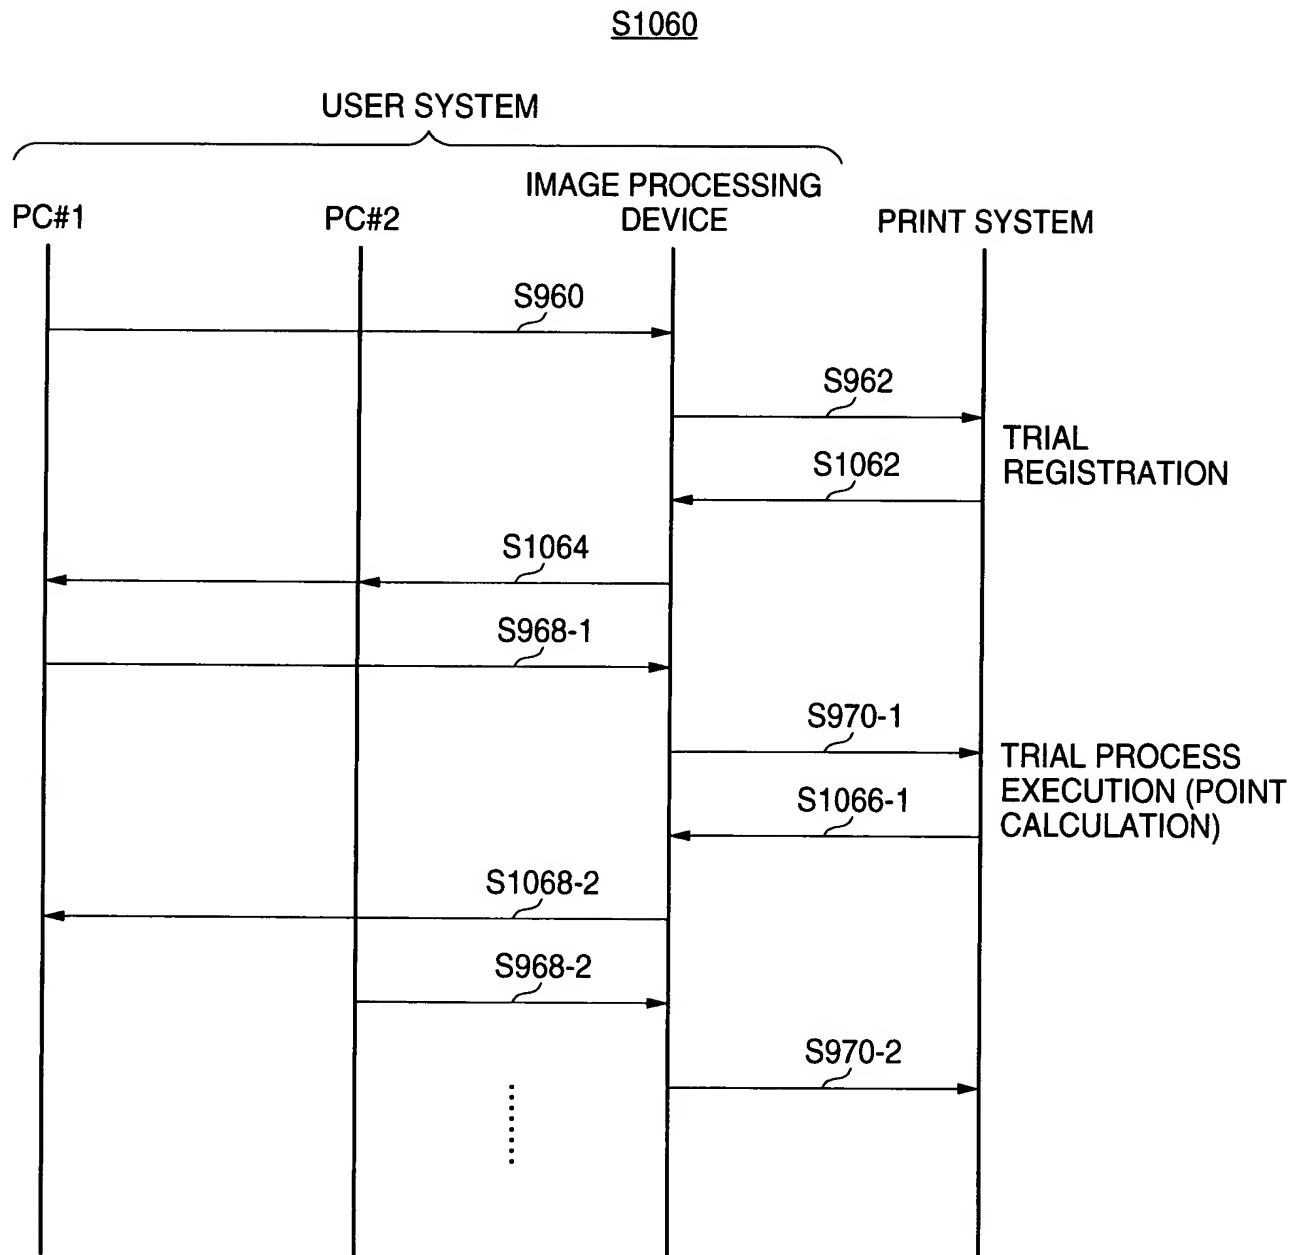 S1060
USER SYSTEM
PC#1
PC#2
IMAGE PROCESSING
DEVICE
PRINT SYSTEM
S960
S962
TRIAL
REGISTRATION
S1062
S1064
S968-1
S970-1
TRIAL PROCESS
EXECUTION (POINT
CALCULATION)
S1066-1
S1068-2
S968-2
S970-2